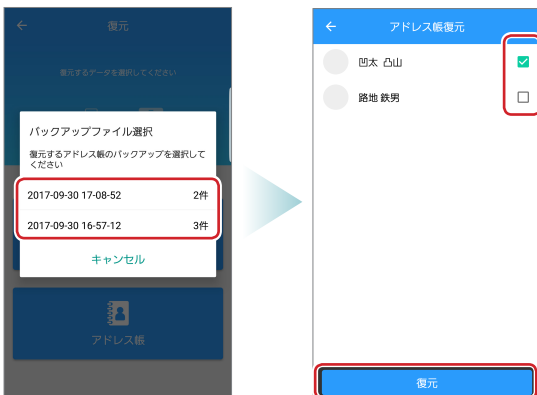 復元
復元するデータを選択してください
バックアップファイル選択
復元するアドレス帳のバックアップを選択して
ください
2017-09-30 17-08-52 2件
2017-09-30 16-57-12 3件
キャンセル
アドレス帳
アドレス帳復元
凹太 凸山
路地 鉄男
復元